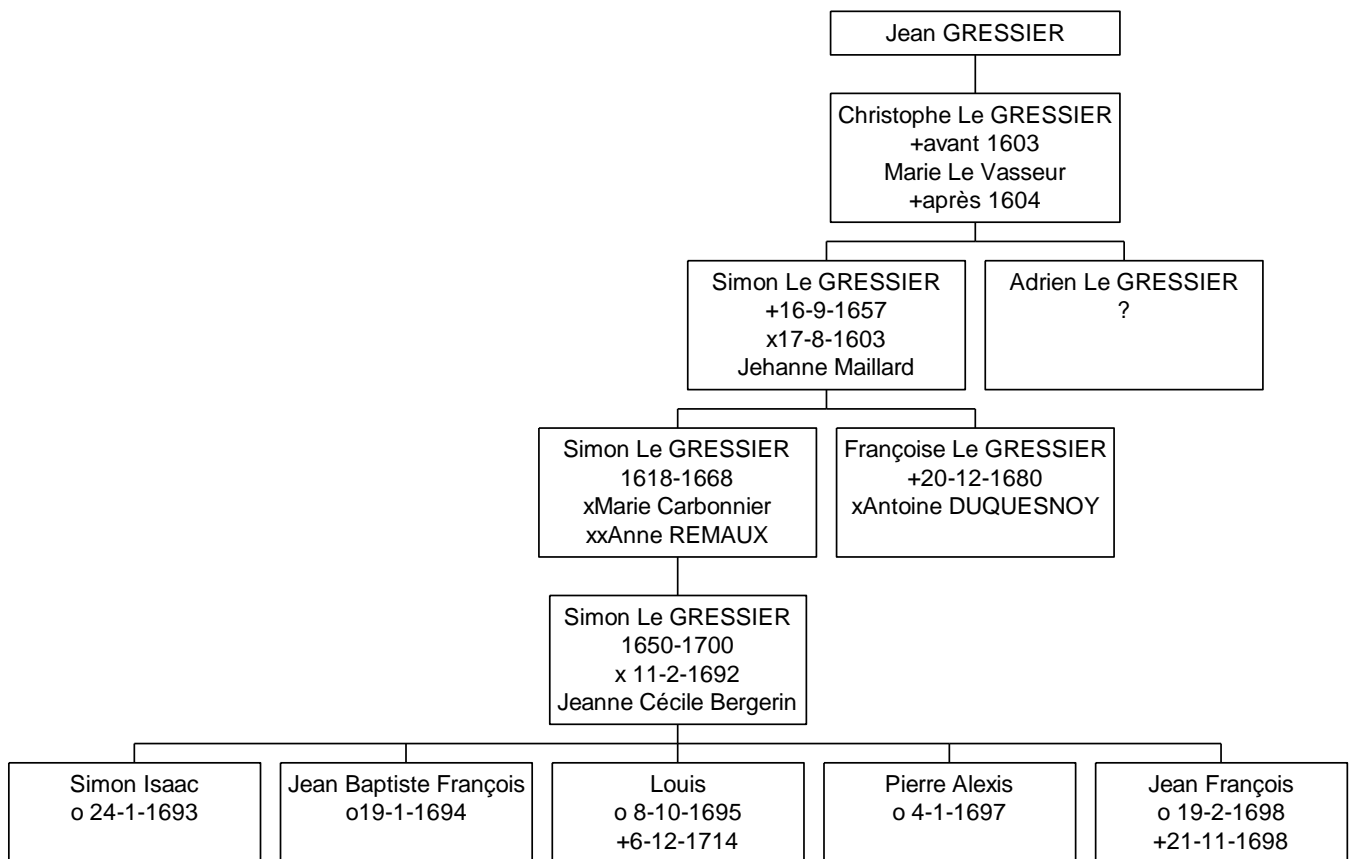 Jean GRESSIER
Christophe Le GRESSIER
+avant 1603
Marie Le Vasseur
+après 1604
Simon Le GRESSIER
+16-9-1657
x17-8-1603
Jehanne Maillard
Adrien Le GRESSIER
?
Simon Le GRESSIER
1618-1668
xMarie Carbonnier
xxAnne REMAUX
Françoise Le GRESSIER
+20-12-1680
xAntoine DUQUESNOY
Simon Le GRESSIER
1650-1700
x 11-2-1692
Jeanne Cécile Bergerin
Simon Isaac
o 24-1-1693
Jean Baptiste François
o19-1-1694
Louis
o 8-10-1695
+6-12-1714
Pierre Alexis
o 4-1-1697
Jean François
o 19-2-1698
+21-11-1698